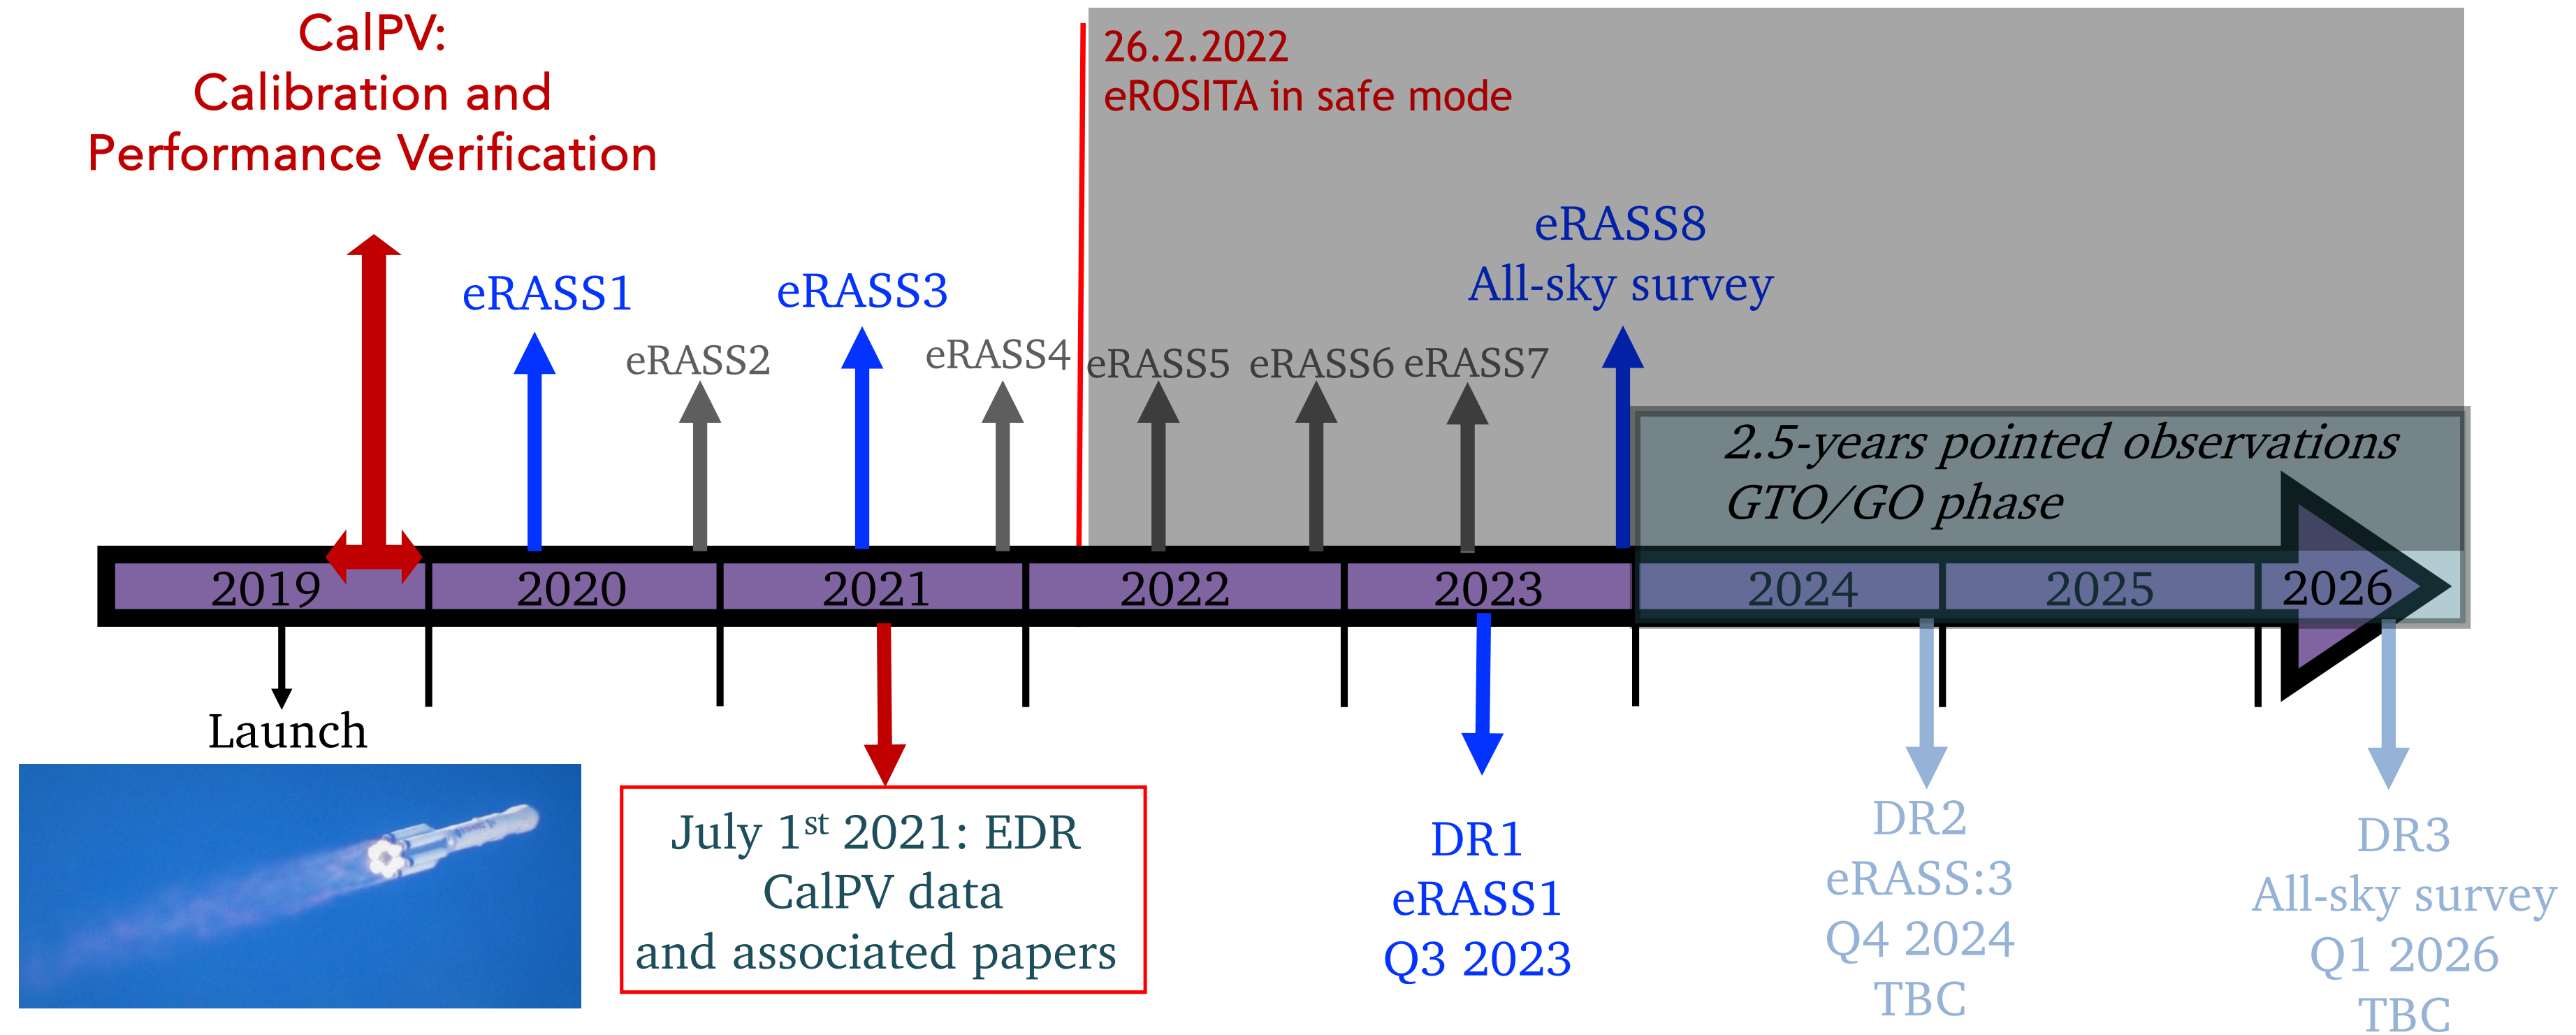 CalPV:
Calibration and
Performance Verification
26.2.2022
eROSITA in safe mode
eRASS1
eRASS2
eRASS3
eRASS4
eRASS5
eRASS6
eRASS7
eRASS8
All-sky survey
2.5-years pointed observations
GTO/GO phase
2019
2020
2021
2022
2023
2024
2025
2026
Launch
July 1st 2021: EDR
CalPV data
and associated papers
DR1
eRASS1
Q3 2023
DR2
eRASS:3
Q4 2024
TBC
DR3
All-sky survey
Q1 2026
TBC